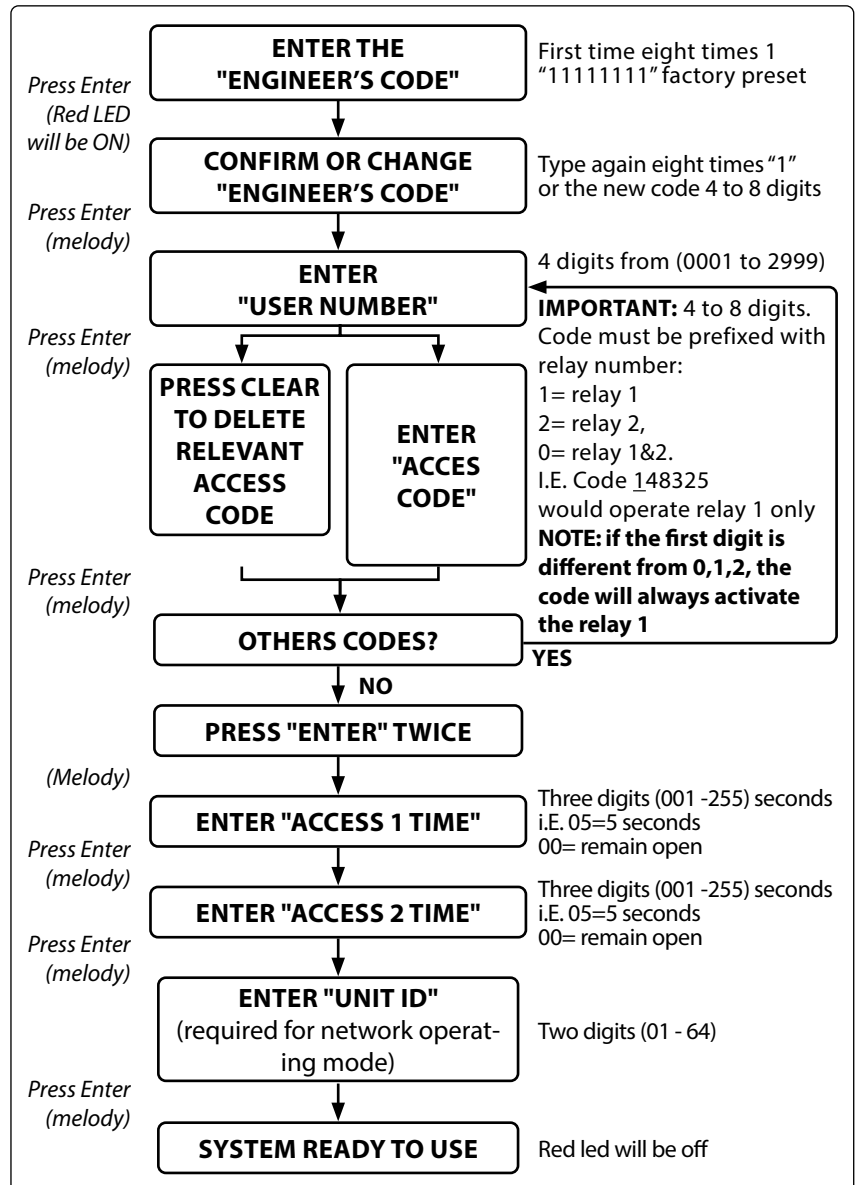 ENTER THE
"ENGINEER'S CODE"
First time eight times 1
“11111111” factory preset
Press Enter
(Red LED
will be ON)
CONFIRM OR CHANGE
"ENGINEER'S CODE"
Type again eight times “1”
or the new code 4 to 8 digits
Press Enter
(melody)
ENTER
"USER NUMBER"
4 digits from (0001 to 2999)
Press Enter
(melody)
PRESS CLEAR
TO DELETE
RELEVANT
ACCESS
CODE
ENTER
"ACCES
CODE"
IMPORTANT: 4 to 8 digits.
Code must be prefixed with
relay number:
1= relay 1
2= relay 2,
0= relay 1&2.
I.E. Code 148325
would operate relay 1 only
NOTE: if the first digit is
different from 0,1,2, the
code will always activate
the relay 1
Press Enter
(melody)
OTHERS CODES?
YES
NO
PRESS "ENTER" TWICE
(Melody)
ENTER "ACCESS 1 TIME"
Three digits (001 -255) seconds
i.E. 05=5 seconds
00= remain open
Press Enter
(melody)
ENTER "ACCESS 2 TIME"
Three digits (001 -255) seconds
i.E. 05=5 seconds
00= remain open
Press Enter
(melody)
ENTER "UNIT ID"
(required for network operat-
ing mode)
Two digits (01 - 64)
Press Enter
(melody)
SYSTEM READY TO USE
Red led will be off